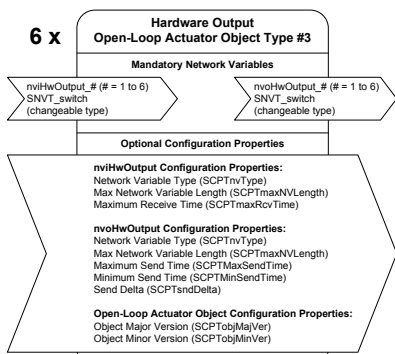 6 x
Hardware Output
Open-Loop Actuator Object Type #3
Mandatory Network Variables
nviHwOutput_# (# = 1 to 6)
SNVT_switch
(changeable type)
nvoHwOutput_# (# = 1 to 6)
SNVT_switch
(changeable type)
Optional Configuration Properties
nviHwOutput Configuration Properties:
Network Variable Type (SCPTnvType)
Max Network Variable Length (SCPTmaxNVLength)
Maximum Receive Time (SCPTmaxRcvTime)
nvoHwOutput Configuration Properties:
Network Variable Type (SCPTnvType)
Max Network Variable Length (SCPTmaxNVLength)
Maximum Send Time (SCPTMaxSendTime)
Minimum Send Time (SCPTMinSendTime)
Send Delta (SCPTsndDelta)
Open-Loop Actuator Object Configuration Properties:
Object Major Version (SCPTobjMajVer)
Object Minor Version (SCPTobjMinVer)